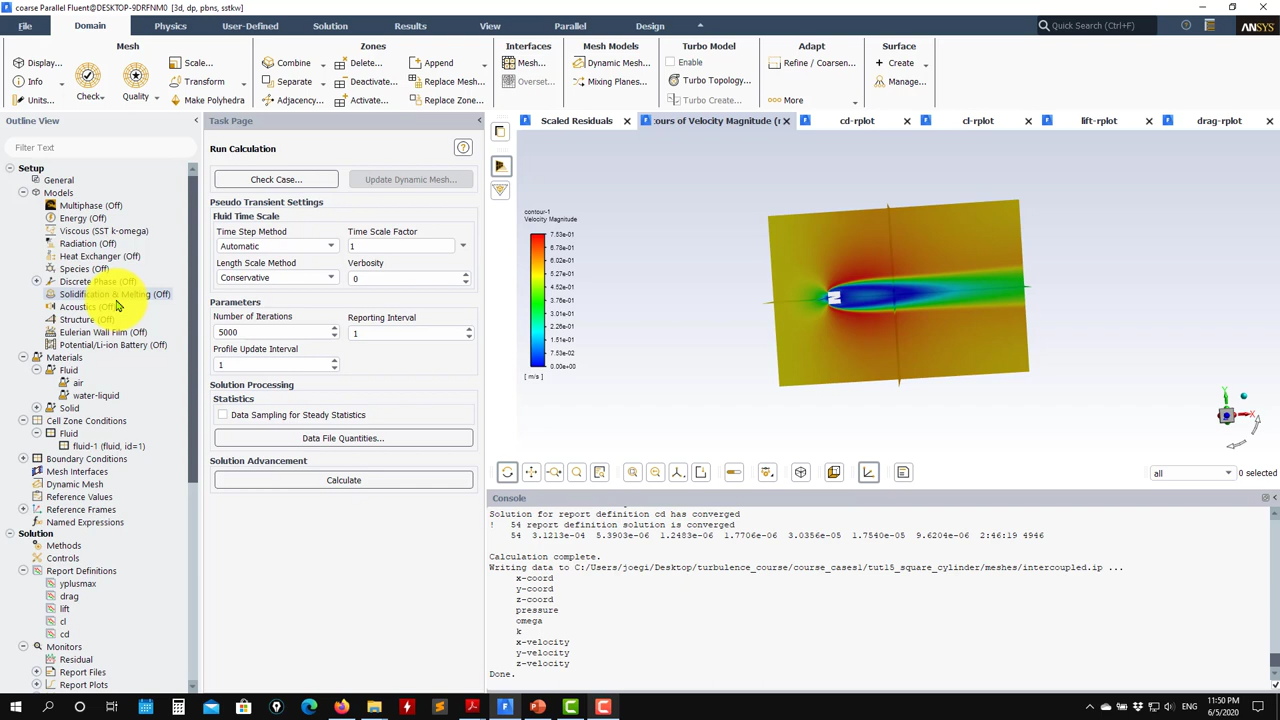 coarse Parallel Fluent@DESKTOP-9DRFNM0 [3d, dp, pbns, sstkw]
File Domain Physics User-Defined Solution Results View Parallel Design Quick Search (Ctrl+F) ANSYS
Mesh Zones Interfaces Mesh Models Turbo Model Adapt Surface
Display... Scale... Combine Delete... Append Mesh... Dynamic Mesh... Enable Refine / Coarsen... Create
Info Check Quality Transform Separate Deactivate... Replace Mesh... Overset... Mixing Planes... Turbo Topology... Manage...
Units... Make Polyhedra Adjacency... Activate... Replace Zone... Turbo Create... More
Outline View
Filter Text
Setup
General
Models
Multiphase (Off)
Energy (Off)
Viscous (SST k-omega)
Radiation (Off)
Heat Exchanger (Off)
Species (Off)
Discrete Phase (Off)
Solidification & Melting (Off)
Acoustics (Off)
Structure (Off)
Eulerian Wall Film (Off)
Potential/Li-ion Battery (Off)
Materials
Fluid
air
water-liquid
Solid
Cell Zone Conditions
Fluid
fluid-1 (fluid, id=1)
Boundary Conditions
Mesh Interfaces
Dynamic Mesh
Reference Values
Reference Frames
Named Expressions
Solution
Methods
Controls
Report Definitions
yplusmax
drag
lift
cl
cd
Monitors
Residual
Report Files
Report Plots
Task Page
Run Calculation
Check Case... Update Dynamic Mesh...
Pseudo Transient Settings
Fluid Time Scale
Time Step Method Time Scale Factor
Automatic 1
Length Scale Method Verbosity
Conservative 0
Parameters
Number of Iterations Reporting Interval
5000 1
Profile Update Interval
1
Solution Processing
Statistics
Data Sampling for Steady Statistics
Data File Quantities...
Solution Advancement
Calculate
Scaled Residuals tours of Velocity Magnitude (r cd-rplot cl-rplot lift-rplot drag-rplot
contour-1
Velocity Magnitude
7.53e-01
6.78e-01
6.02e-01
5.27e-01
4.52e-01
3.76e-01
3.01e-01
2.26e-01
1.51e-01
7.53e-02
0.00e+00
[ m/s ]
Y
X
all 0 selected
Console
Solution for report definition cd has converged
! 54 report definition solution is converged
54 3.1213e-04 5.3903e-06 1.2483e-06 1.7706e-06 3.0356e-05 1.7540e-05 9.6204e-06 2:46:19 4946
Calculation complete.
Writing data to C:/Users/joegi/Desktop/turbulence_course/course_cases1/tut15_square_cylinder/meshes/intercoupled.ip ...
x-coord
y-coord
z-coord
pressure
omega
k
x-velocity
y-velocity
z-velocity
Done.
ENG
11:50 PM
6/5/2020